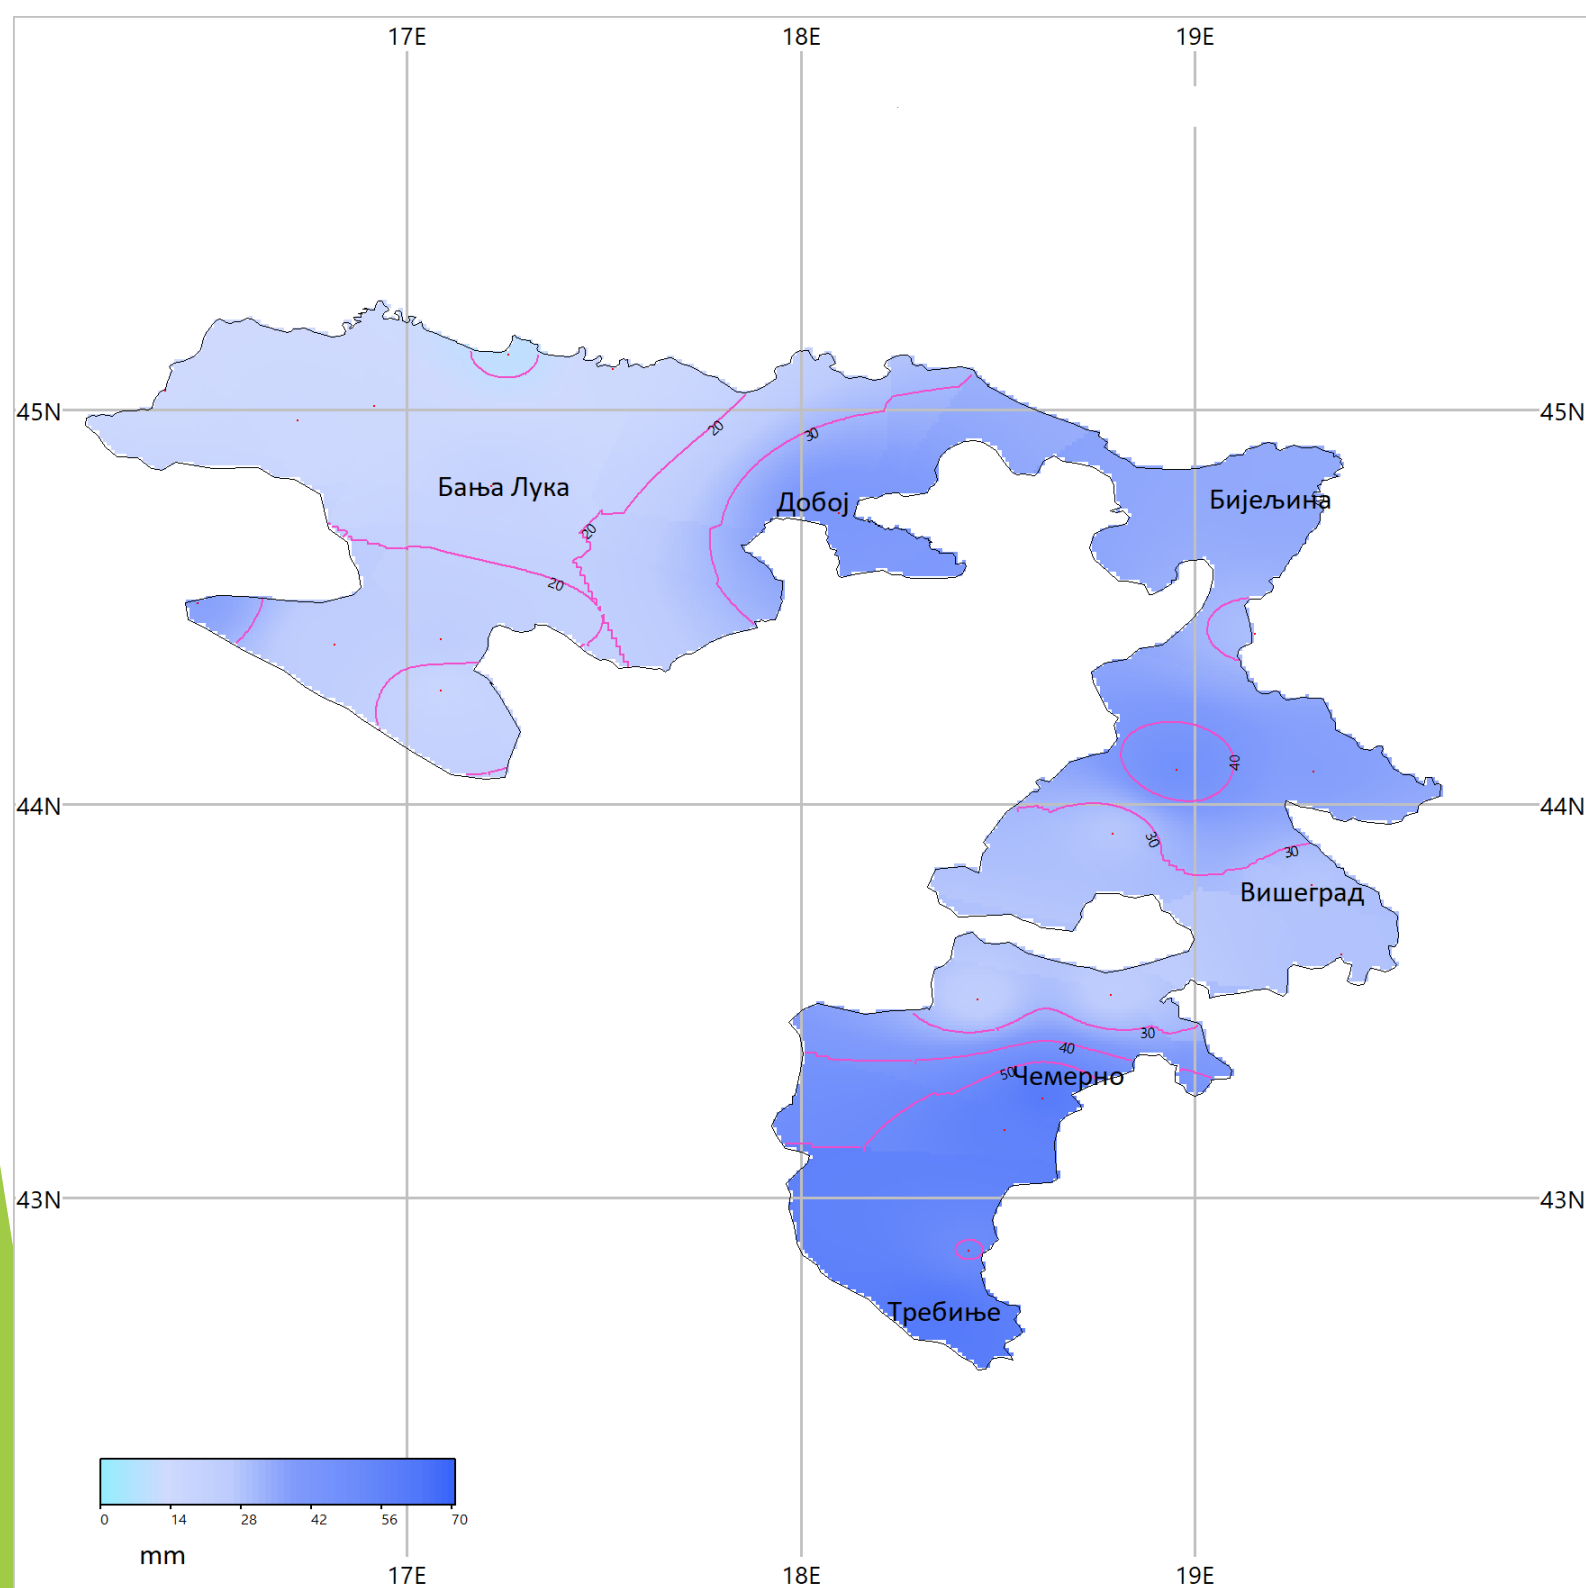 17E 18E 19E
45N 45N
20 30
20
Бања Лука Добој Бијељина
20
44N 44N
40
30 30
Вишеград
30
40
50 Чемерно
43N 43N
Требиње
0 14 28 42 56 70
mm
17E 18E 19E